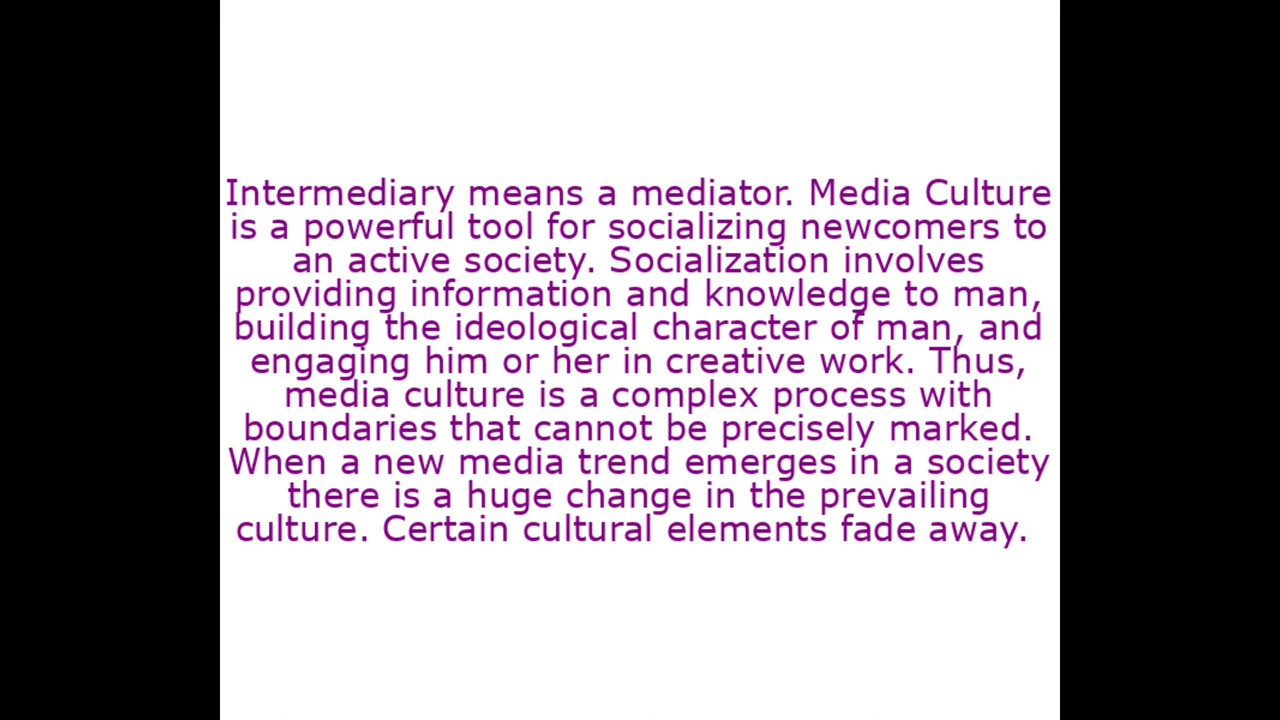 Intermediary means a mediator. Media Culture
is a powerful tool for socializing newcomers to
an active society. Socialization involves
providing information and knowledge to man,
building the ideological character of man, and
engaging him or her in creative work. Thus,
media culture is a complex process with
boundaries that cannot be precisely marked.
When a new media trend emerges in a society
there is a huge change in the prevailing
culture. Certain cultural elements fade away.